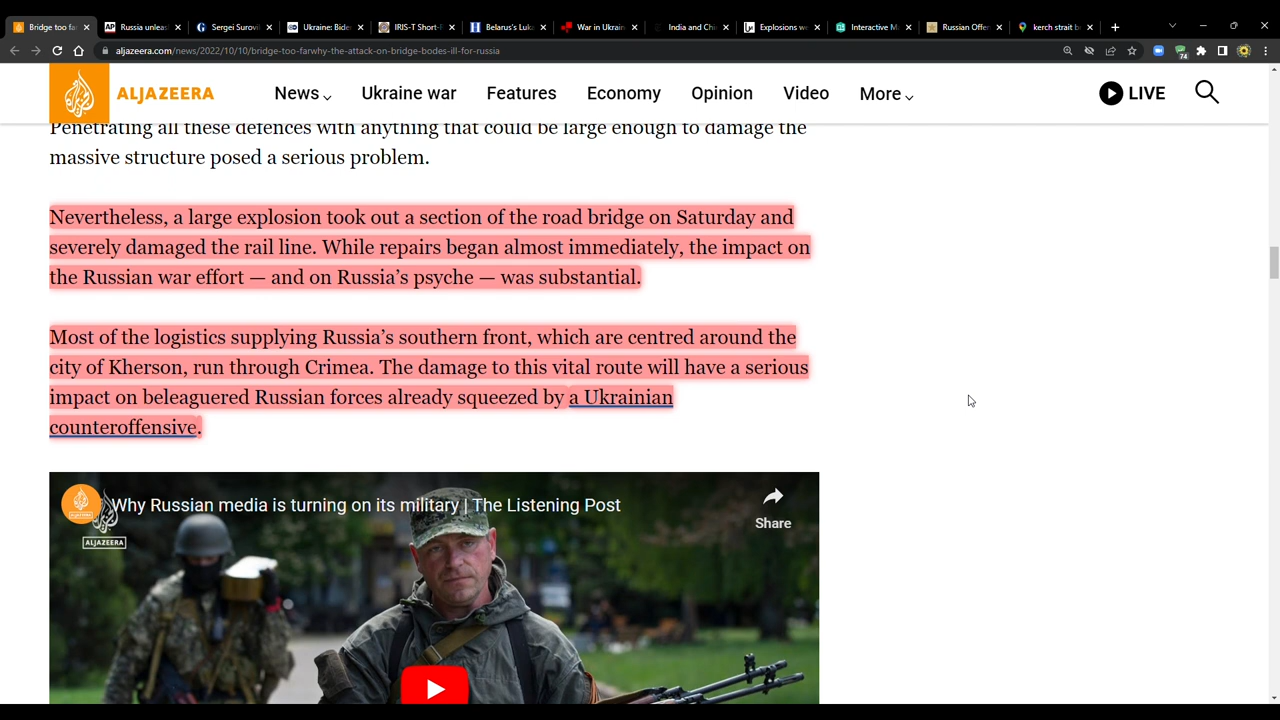 Bridge too fa
Russia unleas
Sergei Surovi
Ukraine: Bide
IRIS-T Short-
Belarus's Luk
War in Ukrain
India and Chi
Explosions we
Interactive M
Russian Offen
kerch strait b
aljazeera.com/news/2022/10/10/bridge-too-farwhy-the-attack-on-bridge-bodes-ill-for-russia
74
ALJAZEERA
News
Ukraine war
Features
Economy
Opinion
Video
More
LIVE
Penetrating all these defences with anything that could be large enough to damage the
massive structure posed a serious problem.
Nevertheless, a large explosion took out a section of the road bridge on Saturday and
severely damaged the rail line. While repairs began almost immediately, the impact on
the Russian war effort — and on Russia's psyche — was substantial.
Most of the logistics supplying Russia's southern front, which are centred around the
city of Kherson, run through Crimea. The damage to this vital route will have a serious
impact on beleaguered Russian forces already squeezed by a Ukrainian
counteroffensive.
Why Russian media is turning on its military | The Listening Post
Share
ALJAZEERA